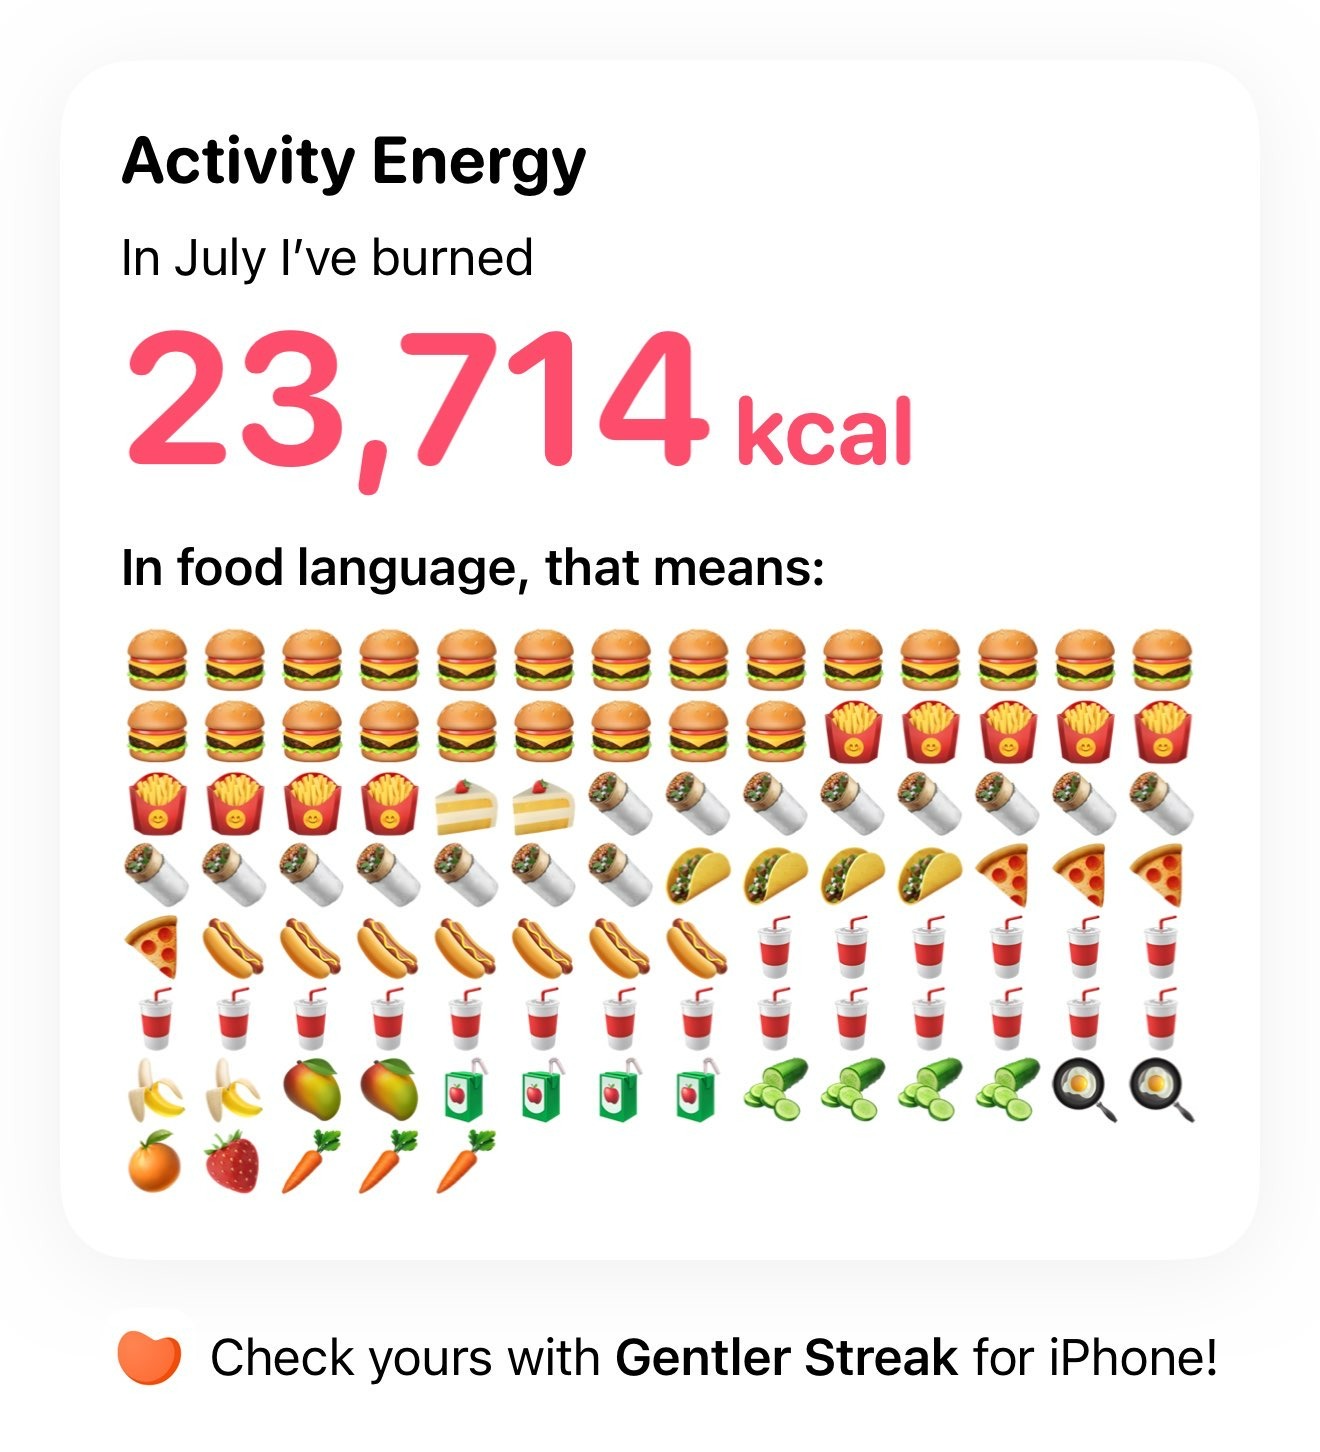 Activity Energy
In July I’ve burned
23,714 kcal
In food language, that means:
Check yours with Gentler Streak for iPhone!